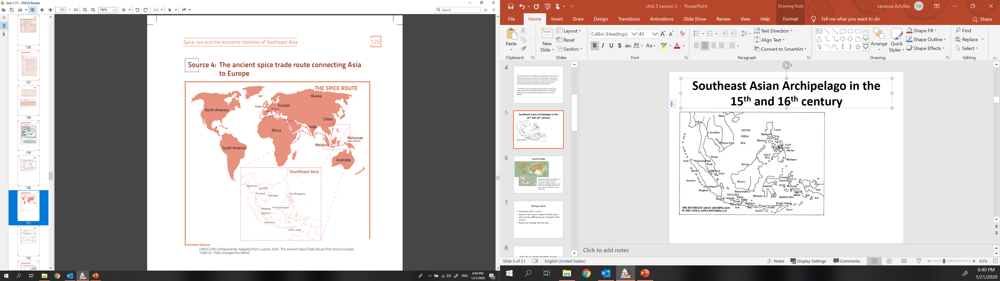 Unit 3 (1) - PDF24 Reader
131 / 202
100%
Search
126
127
128
129
130
131
132
Spice, rice and the economic histories of Southeast Asia
129
Source 4: The ancient spice trade route connecting Asia
to Europe
THE SPICE ROUTE
Russia
England
Europe
North America
Venice
Genoa
China
India
Africa
Moluccas
(Spice Islands)
Malacca
South America
Australia
Southeast Asia
Myanmar
Lao PDR
Thailand
The Philippines
Viet Nam
Malaysia
Brunei Darussalam
Singapore
Indonesia
Timor Leste
Source:
UNESCO/M.S.Kittipaisalsilp. Adapted from Luanne, Teoh. 'The Ancient Spice Trade Route from Asia to Europe
1500s to 1700s changed the World'.
ENG
6:40 PM
1/21/2020
21
Unit 3 Lesson 5 - PowerPoint
Drawing Tools
vanessa Achilles
VA
File
Home
Insert
Draw
Design
Transitions
Animations
Slide Show
Review
View
Help
Format
Tell me what you want to do
Share
Paste
Clipboard
New
Slide
Layout
Reset
Section
Slides
Calibri (Headings)
40
B I U S abc AV Aa
Font
Text Direction
Align Text
Convert to SmartArt
Paragraph
Arrange
Quick
Styles
Shape Fill
Shape Outline
Shape Effects
Drawing
Find
Replace
Select
Editing
4
5
Southeast Asian Archipelago in the
15th and 16th century
6
World trade
7
Group work
• Each group read 2 sources.
• Based on the sources, explain how the spices
were used by different groups of people in the
sources.
• Shares your findings with the class.
8
Why do you think maritime routes
Southeast Asian Archipelago in the
15th and 16th century
Hanoi
Pegu
SOUTH
CHINA
SEA
Luzon
Ayudhya
Manila
Mindoro
Phnom Penh
Leyte
Cebu
Mactan
SULU
SEA
Mindanao
Patani
Aceh
Samudra-Pasai
Perak
Brunei
Barus
Malacca
Johor
Ternate
Tidore
Sumatra
Borneo
Palembang
Sulawesi
Moluccas
Bengkulu
Banjarmasin
Ambon
Irian
JAVA SEA
Makassar
Banda
Kai
Japara
BANDA SEA
Aru
Banten
Demak
Tuban
Gresik
Surabaya
Majapahit
Sundra Islands
Java
Bali
Flores
Sumba
Timor
THE SOUTHEAST ASIAN ARCHIPELAGO
IN THE 15TH & 16TH CENTURIES A.D.
Click to add notes
Slide 5 of 21
English (United States)
Notes
Display Settings
Comments
63%
6:40 PM
1/21/2020